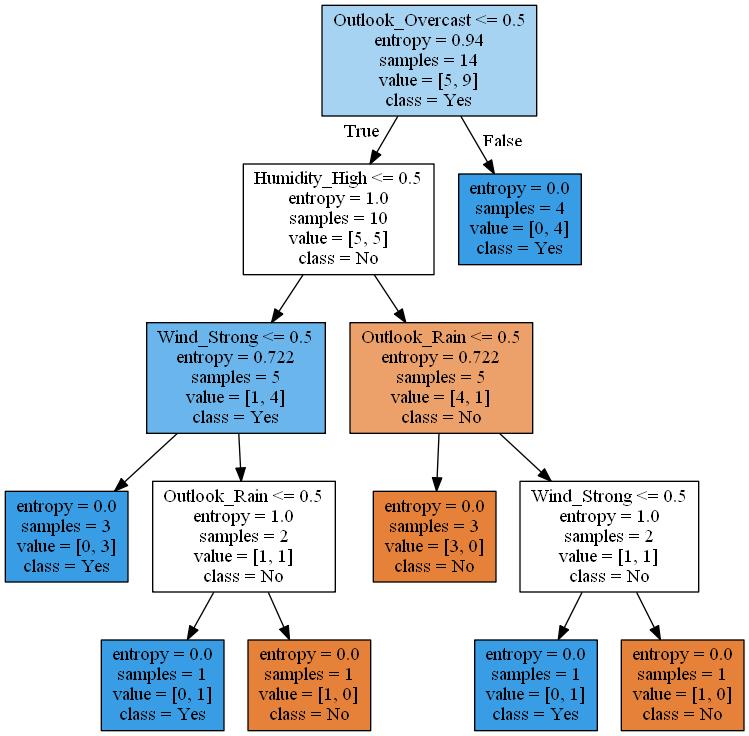 Outlook_Overcast <= 0.5
entropy = 0.94
samples = 14
value = [5, 9]
class = Yes
True
False
Humidity_High <= 0.5
entropy = 1.0
samples = 10
value = [5, 5]
class = No
entropy = 0.0
samples = 4
value = [0, 4]
class = Yes
Wind_Strong <= 0.5
entropy = 0.722
samples = 5
value = [1, 4]
class = Yes
Outlook_Rain <= 0.5
entropy = 0.722
samples = 5
value = [4, 1]
class = No
entropy = 0.0
samples = 3
value = [0, 3]
class = Yes
Outlook_Rain <= 0.5
entropy = 1.0
samples = 2
value = [1, 1]
class = No
entropy = 0.0
samples = 3
value = [3, 0]
class = No
Wind_Strong <= 0.5
entropy = 1.0
samples = 2
value = [1, 1]
class = No
entropy = 0.0
samples = 1
value = [0, 1]
class = Yes
entropy = 0.0
samples = 1
value = [1, 0]
class = No
entropy = 0.0
samples = 1
value = [0, 1]
class = Yes
entropy = 0.0
samples = 1
value = [1, 0]
class = No